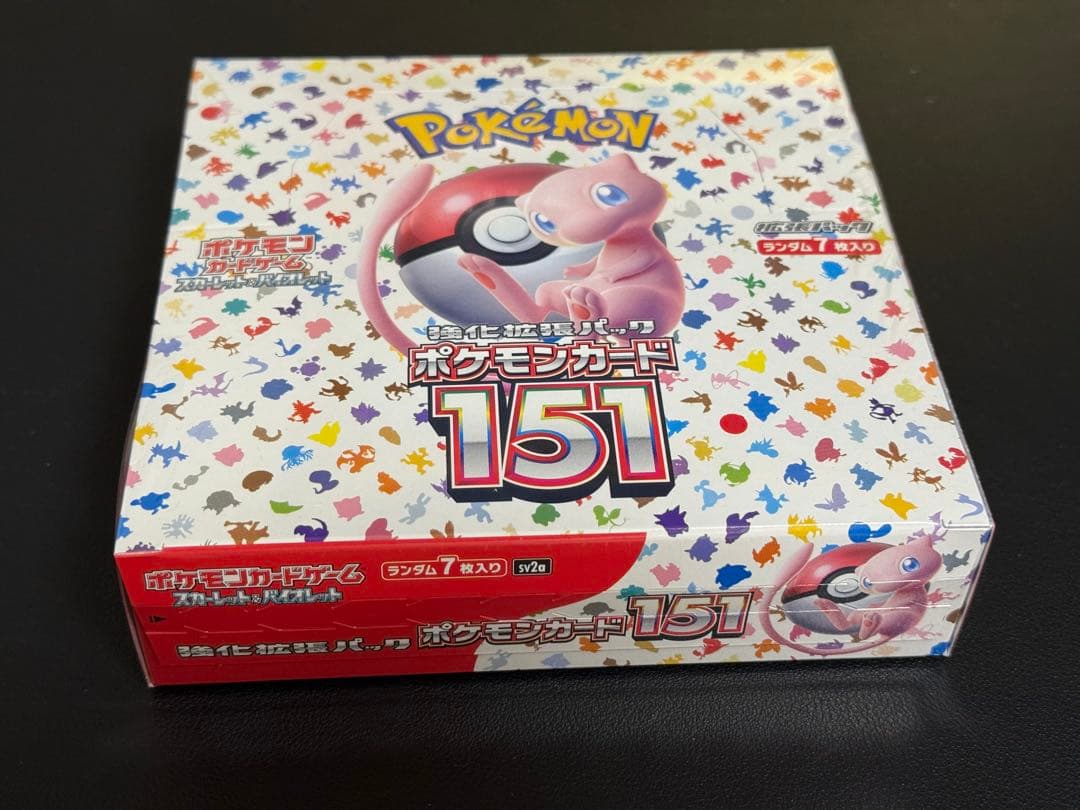 POKéMON
ポケモン
カードゲーム
スカーレット&バイオレット
拡張パック
ランダム7枚入り
強化拡張パック
ポケモンカード
151
ポケモンカードゲーム
スカーレット&バイオレット
ランダム7枚入り sv2a
強化拡張パック ポケモンカード151